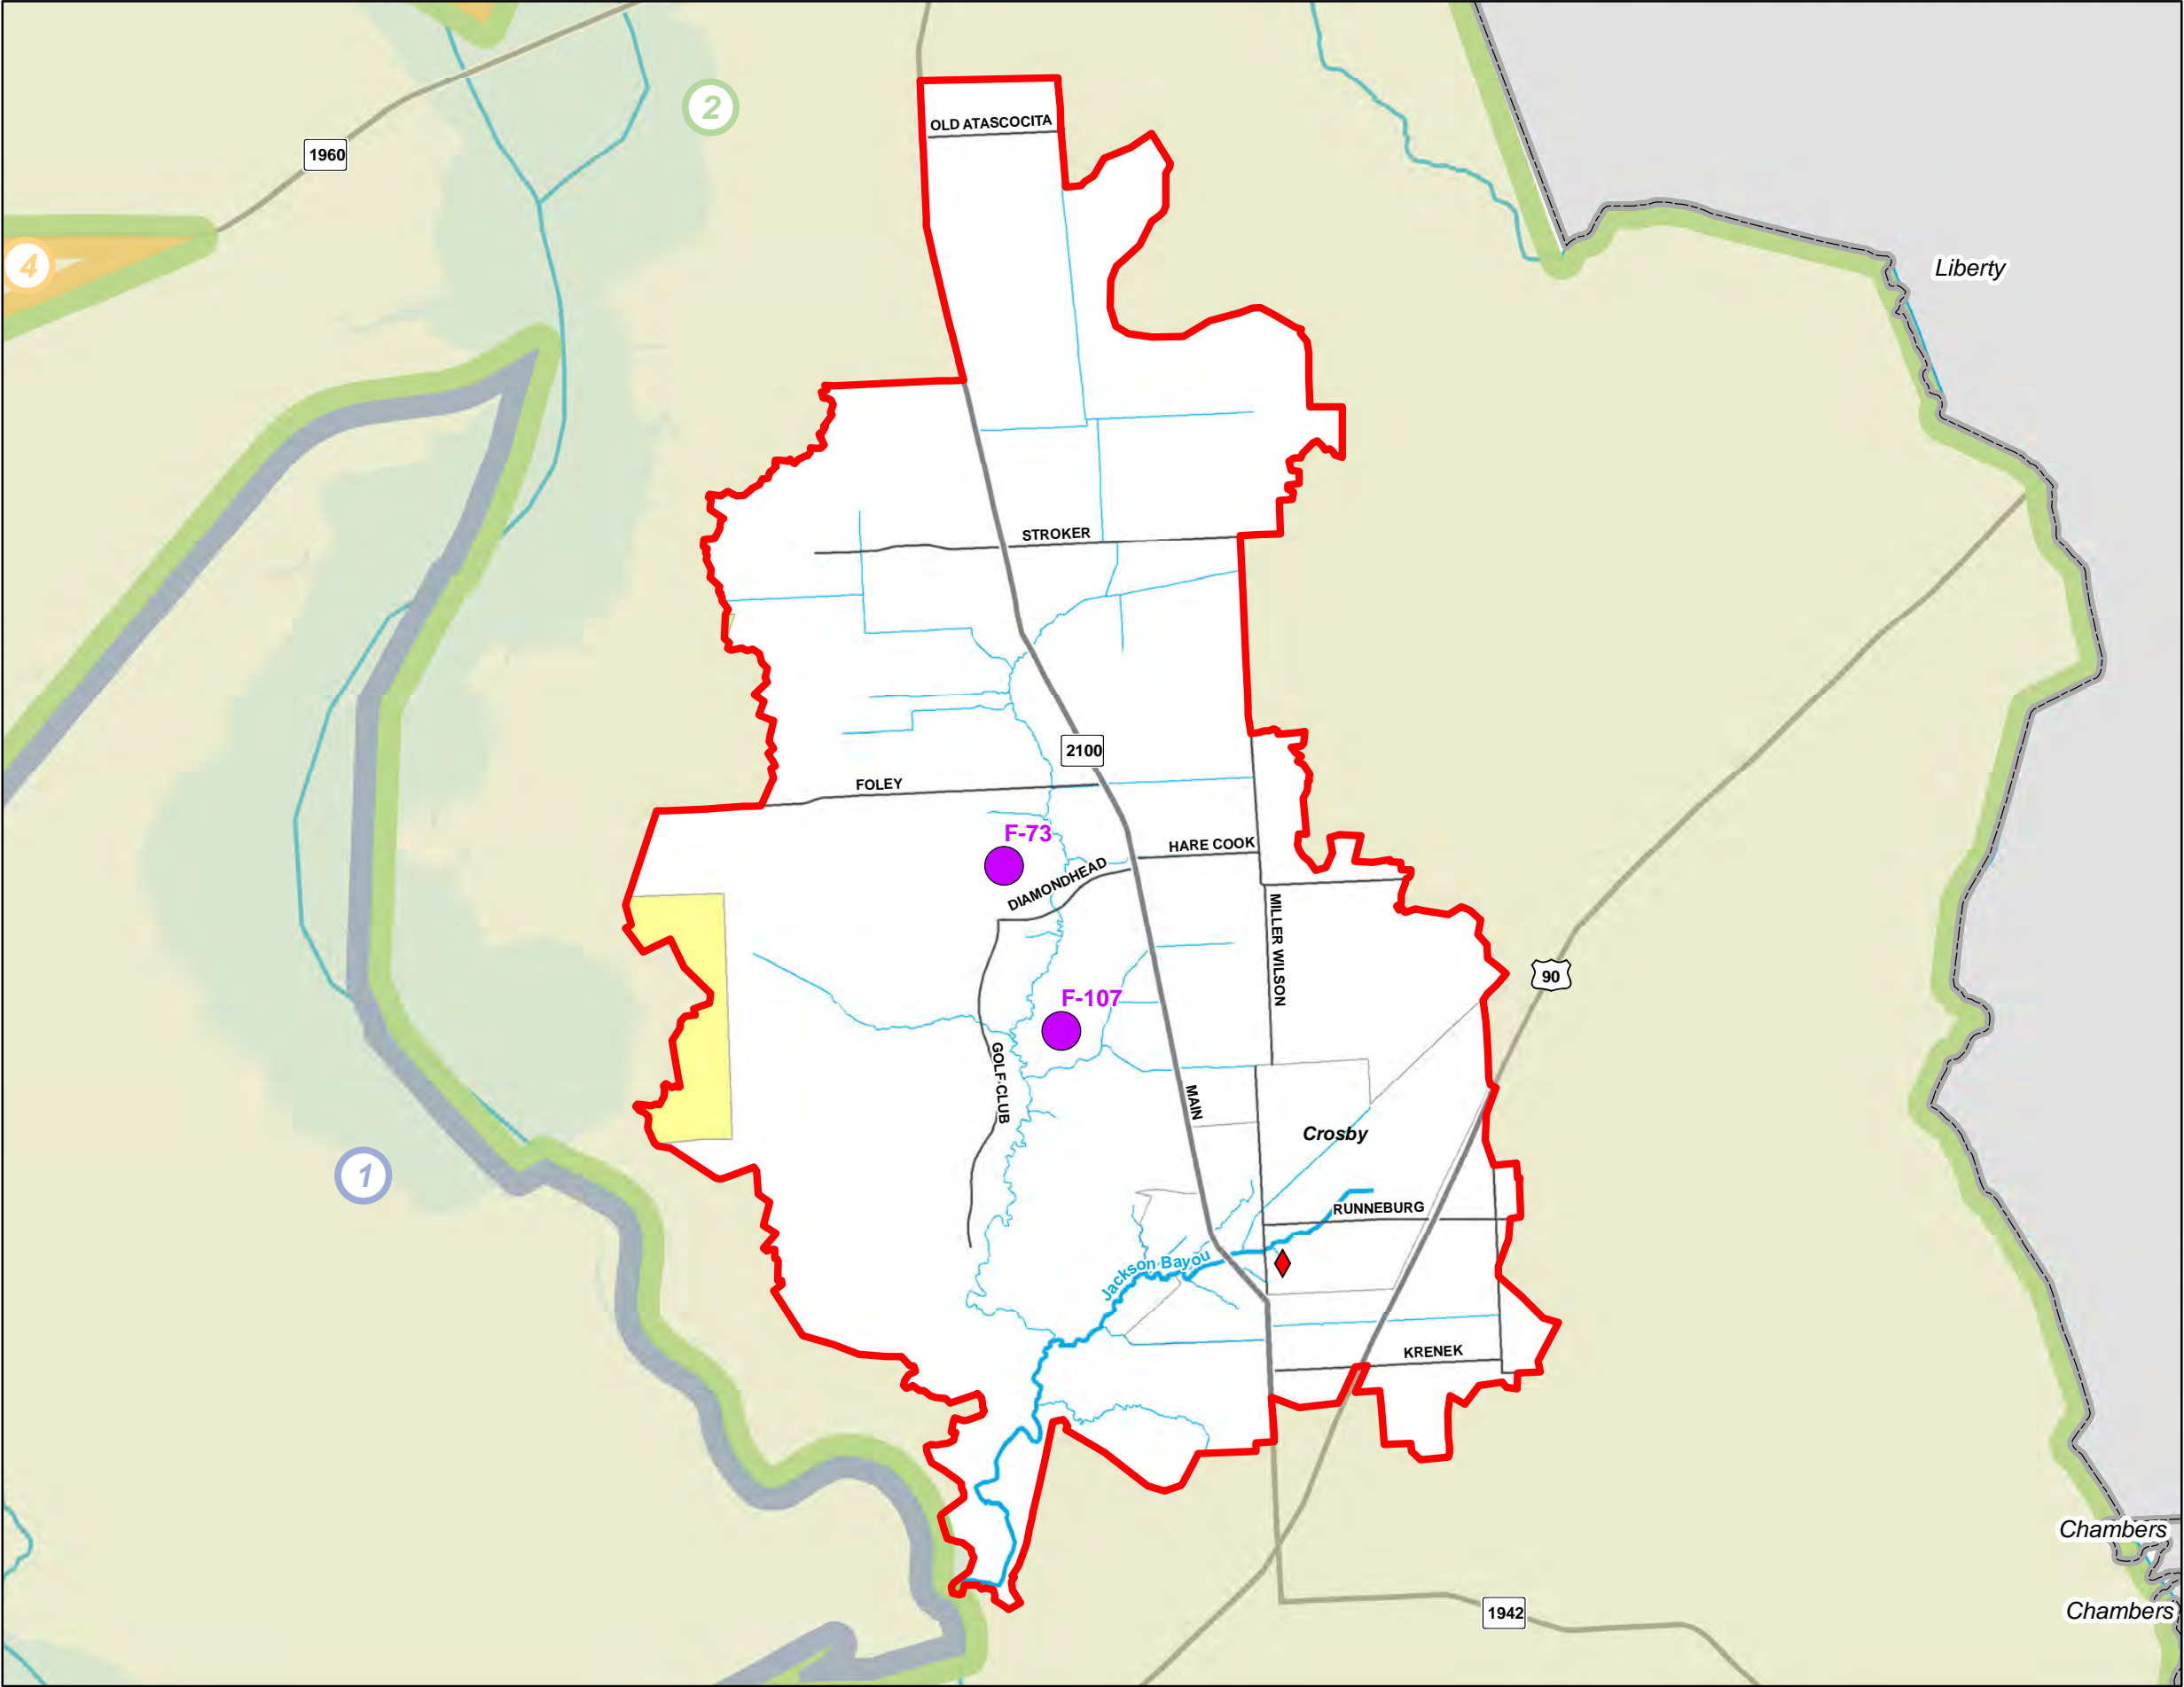 2
OLD ATASCOCITA
1960
4
Liberty
STROKER
2100
FOLEY
F-73
HARE COOK
DIAMONDHEAD
MILLER WILSON
90
F-107
GOLF CLUB
MAIN
Crosby
1
RUNNEBURG
Jackson Bayou
KRENEK
Chambers
1942
Chambers